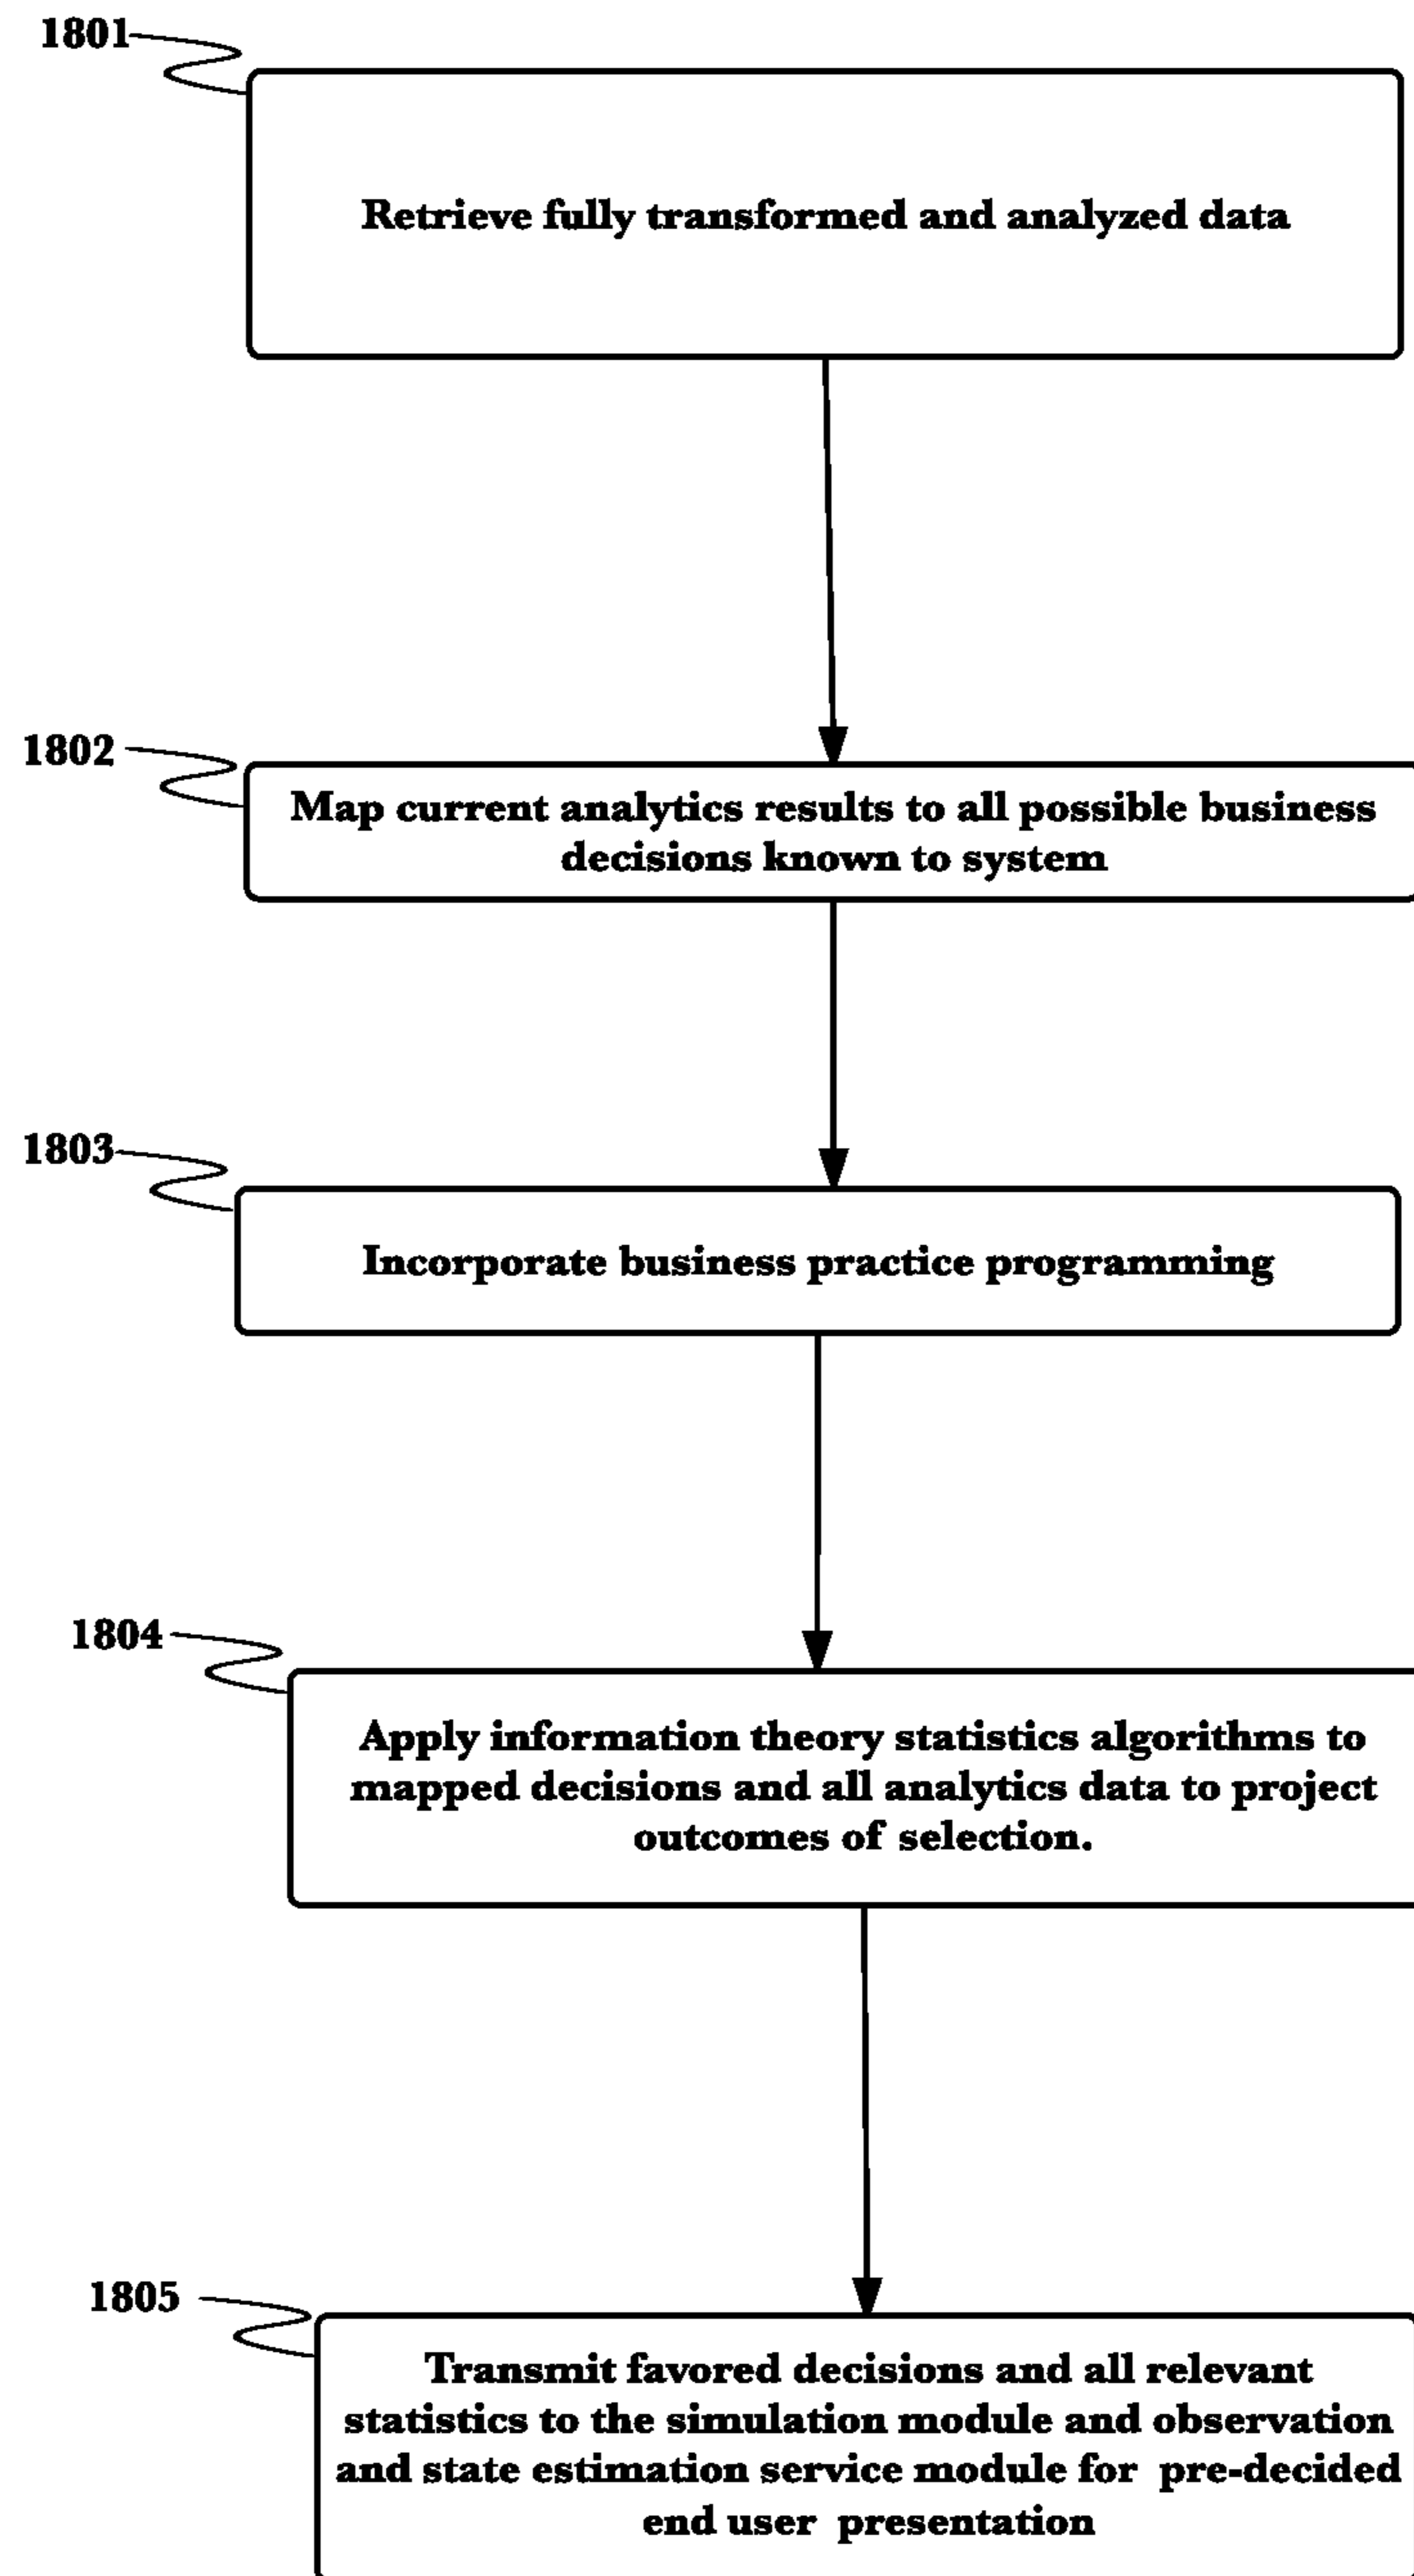 1801
Retrieve fully transformed and analyzed data
1802
Map current analytics results to all possible business
decisions known to system
1803
Incorporate business practice programming
1804
Apply information theory statistics algorithms to
mapped decisions and all analytics data to project
outcomes of selection.
1805
Transmit favored decisions and all relevant
statistics to the simulation module and observation
and state estimation service module for pre-decided
end user presentation